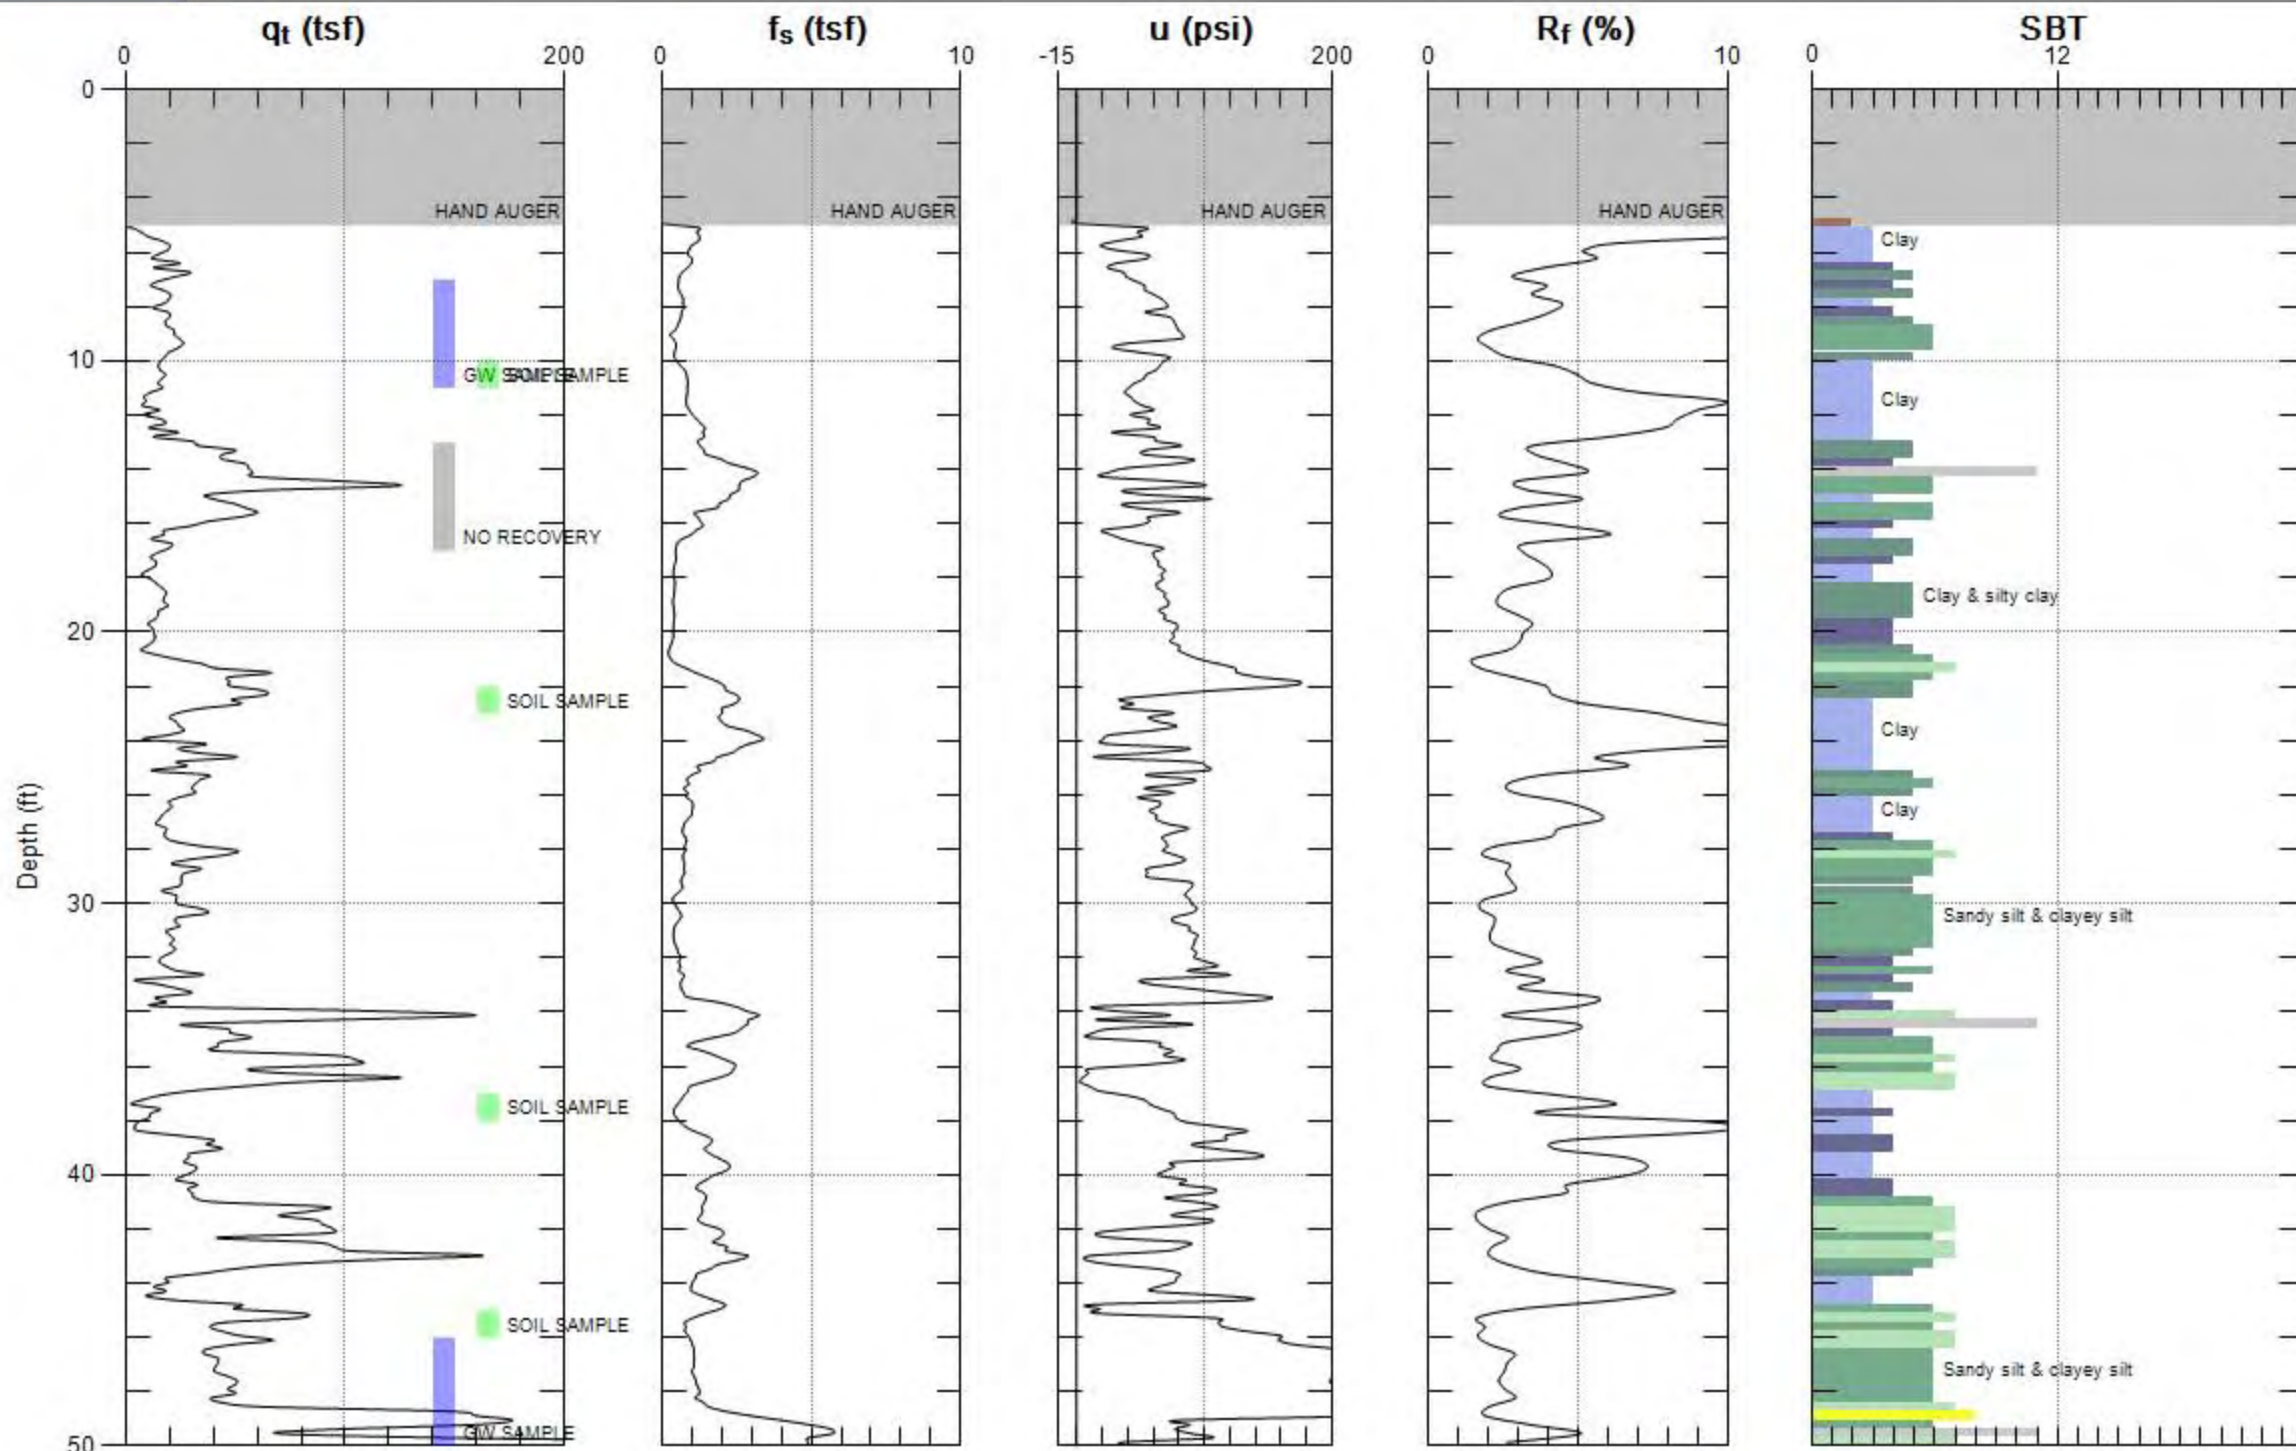 qt (tsf)
fs (tsf)
u (psi)
Rf (%)
SBT
0 200
0 10
-15 200
0 10
0 12
0
HAND AUGER
HAND AUGER
HAND AUGER
HAND AUGER
Clay
10
GW SAMPLE
SOIL SAMPLE
Clay
NO RECOVERY
Clay & silty clay
20
SOIL SAMPLE
Clay
Clay
Depth (ft)
30
Sandy silt & clayey silt
SOIL SAMPLE
40
SOIL SAMPLE
Sandy silt & clayey silt
GW SAMPLE
50